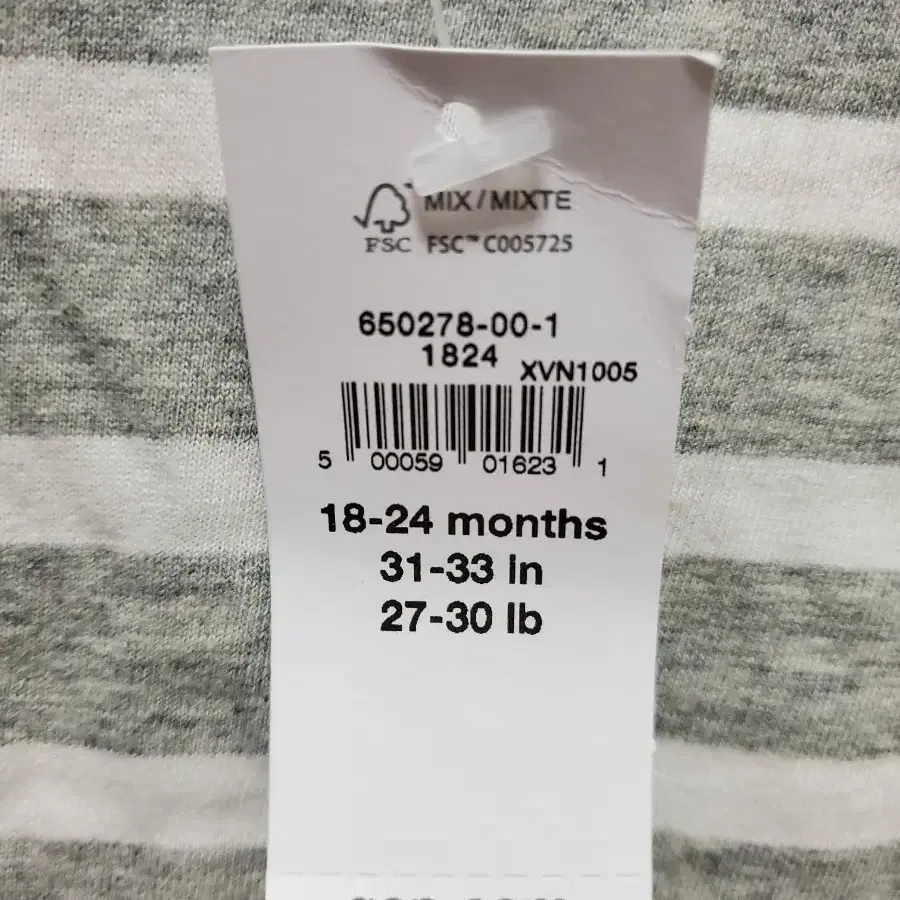 MIX / MIXTE
FSC FSC™ C005725
650278-00-1
1824
XVN1005
5 00059 01623 1
18-24 months
31-33 in
27-30 lb